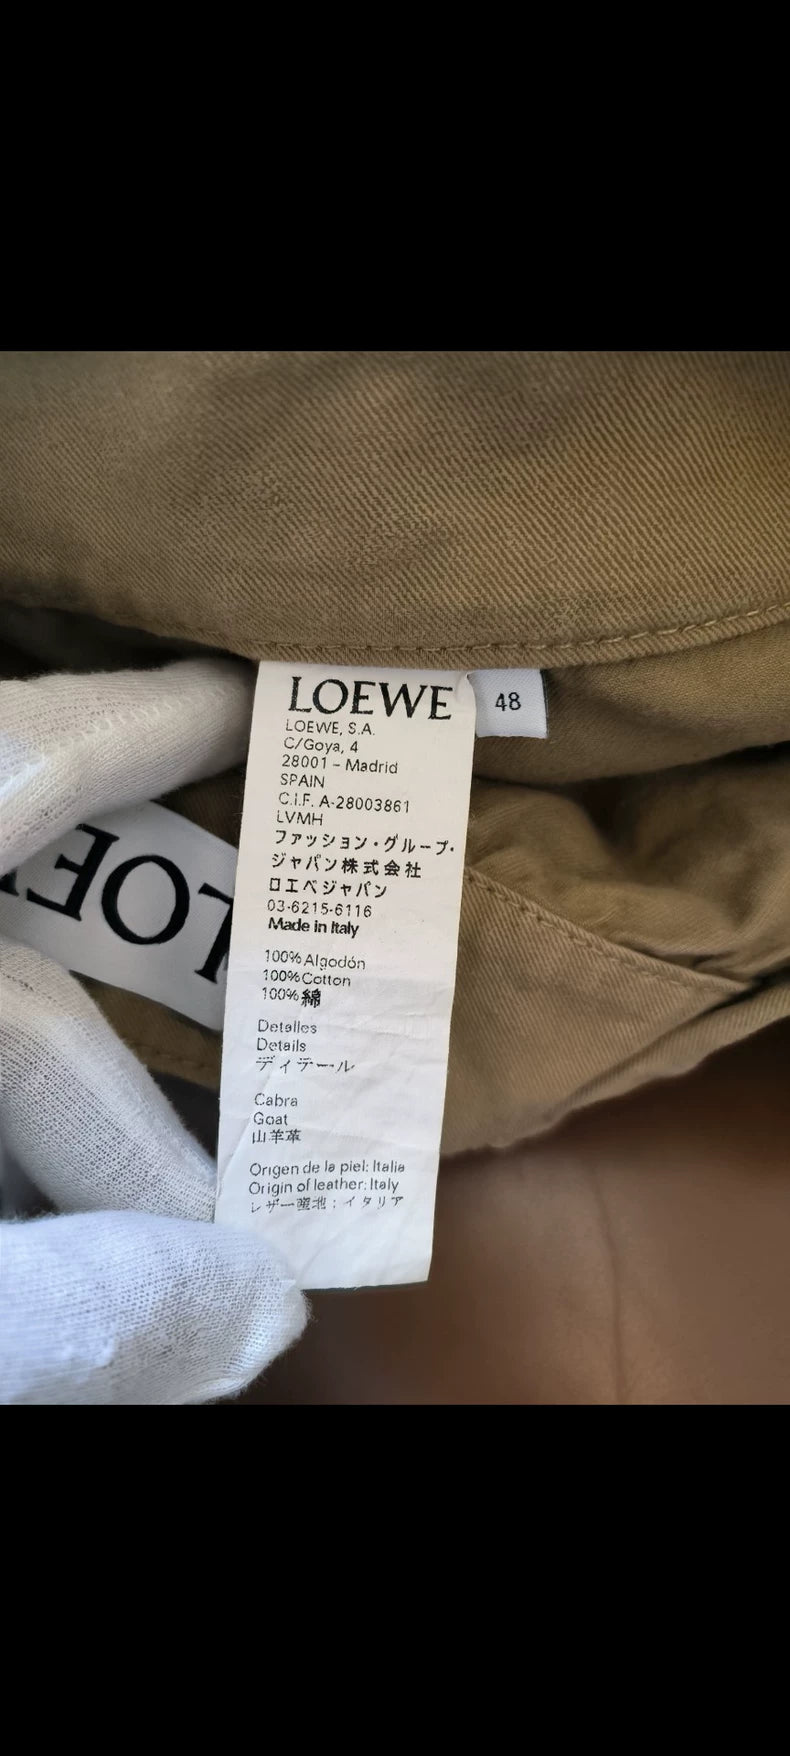 LOEWE
48
LOEWE, S.A.
C/Goya, 4
28001 - Madrid
SPAIN
C.I.F. A-28003861
LVMH
ファッション・グループ・
ジャパン株式会社
ロエベジャパン
03-6215-6116
Made in Italy
100% Algodón
100% Cotton
100% 綿
Detalles
Details
ディテール
Cabra
Goat
山羊革
Origen de la piel: Italia
Origin of leather: Italy
レザー産地：イタリア
LOE